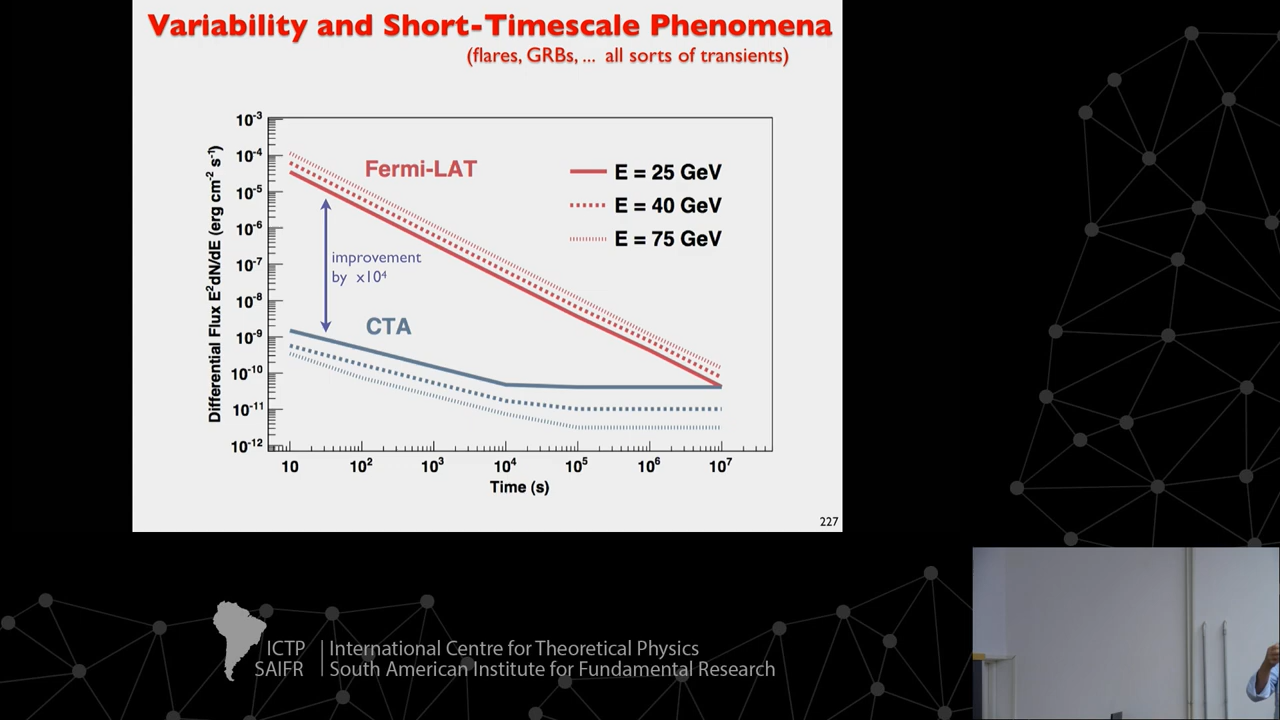 Variability and Short-Timescale Phenomena
(flares, GRBs, ... all sorts of transients)
Differential Flux E²dN/dE (erg cm⁻² s⁻¹)
10⁻³
10⁻⁴
10⁻⁵
10⁻⁶
10⁻⁷
10⁻⁸
10⁻⁹
10⁻¹⁰
10⁻¹¹
10⁻¹²
Fermi-LAT
E = 25 GeV
E = 40 GeV
E = 75 GeV
improvement
by x10⁴
CTA
10 10² 10³ 10⁴ 10⁵ 10⁶ 10⁷
Time (s)
227
ICTP
SAIFR
International Centre for Theoretical Physics
South American Institute for Fundamental Research